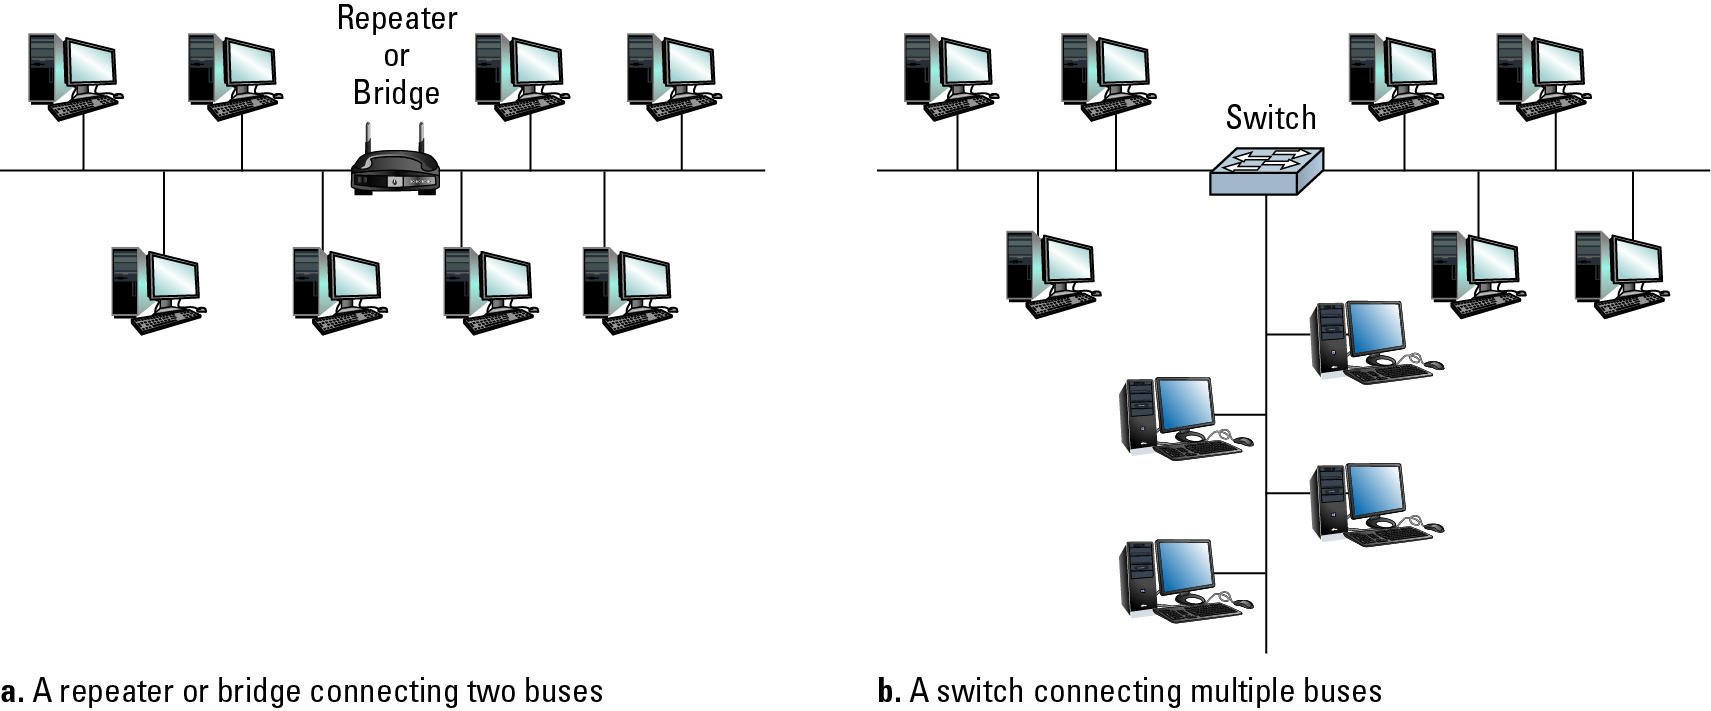 Repeater
or
Bridge
Switch
a. A repeater or bridge connecting two buses
b. A switch connecting multiple buses